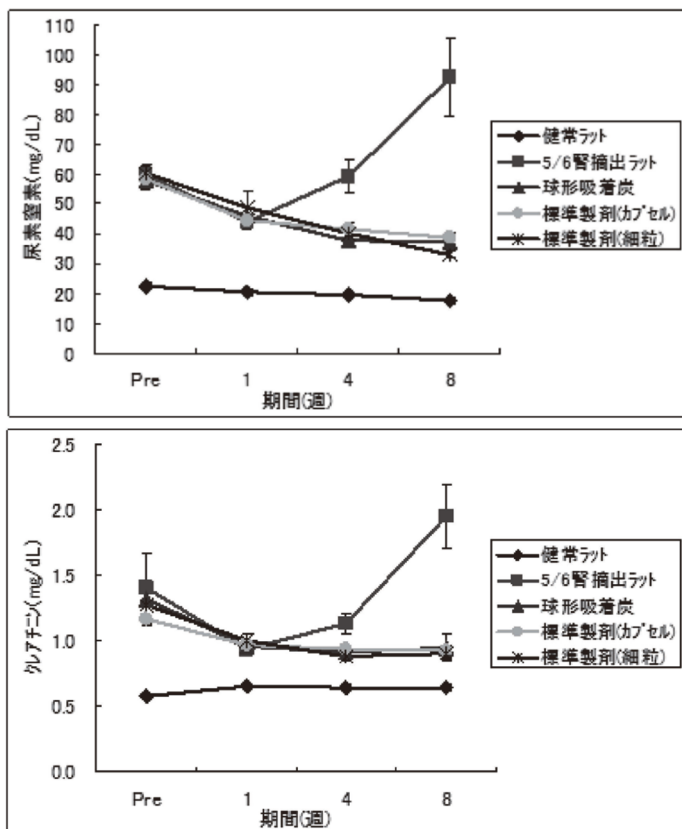 尿素窒素(mg/dL)
110
100
90
80
70
60
50
40
30
20
10
0
Pre
1
4
8
期間(週)
健常ラット
5/6腎摘出ラット
球形吸着炭
標準製剤(カプセル)
標準製剤(細粒)
クレアチニン(mg/dL)
2.5
2.0
1.5
1.0
0.5
0.0
Pre
1
4
8
期間(週)
健常ラット
5/6腎摘出ラット
球形吸着炭
標準製剤(カプセル)
標準製剤(細粒)